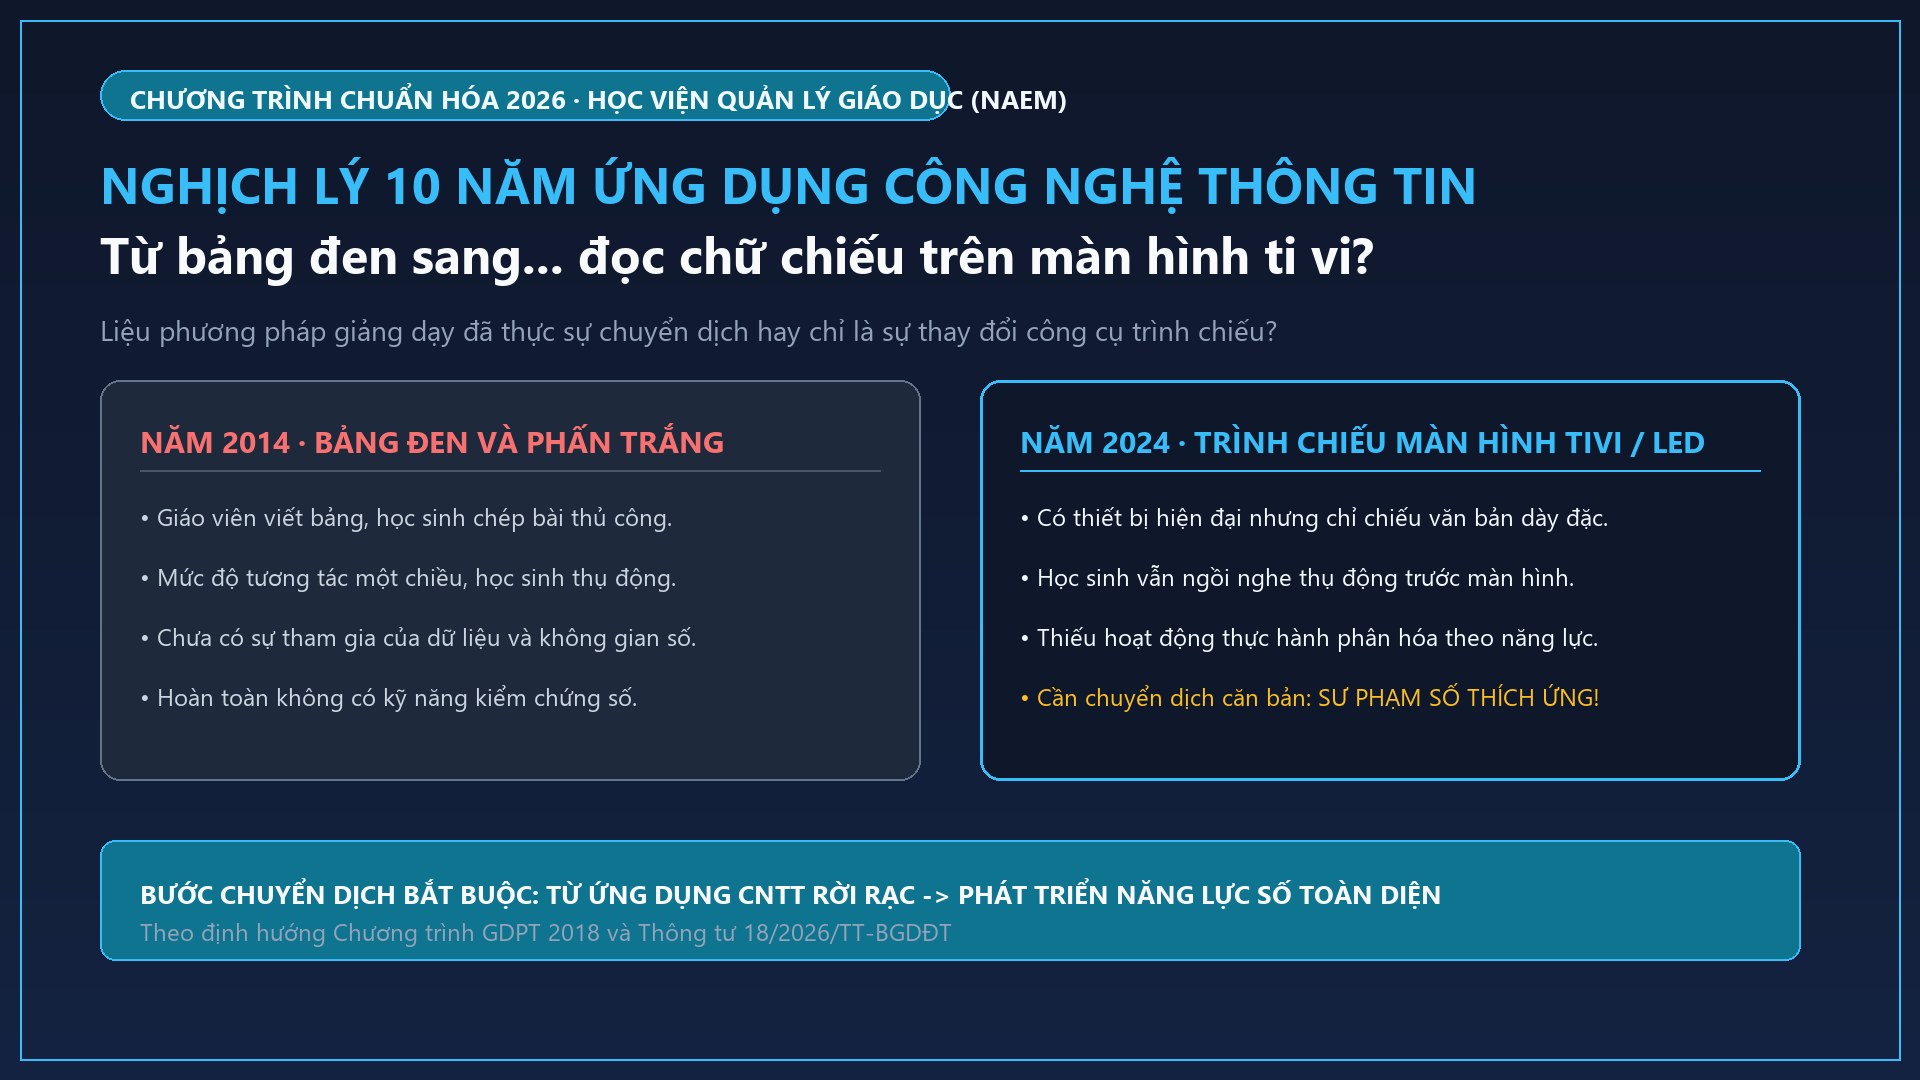 CHƯƠNG TRÌNH CHUẨN HÓA 2026 · HỌC VIỆN QUẢN LÝ GIÁO DỤC (NAEM)
NGHỊCH LÝ 10 NĂM ỨNG DỤNG CÔNG NGHỆ THÔNG TIN
Từ bảng đen sang... đọc chữ chiếu trên màn hình ti vi?
Liệu phương pháp giảng dạy đã thực sự chuyển dịch hay chỉ là sự thay đổi công cụ trình chiếu?
NĂM 2014 · BẢNG ĐEN VÀ PHẤN TRẮNG
• Giáo viên viết bảng, học sinh chép bài thủ công.
• Mức độ tương tác một chiều, học sinh thụ động.
• Chưa có sự tham gia của dữ liệu và không gian số.
• Hoàn toàn không có kỹ năng kiểm chứng số.
NĂM 2024 · TRÌNH CHIẾU MÀN HÌNH TIVI / LED
• Có thiết bị hiện đại nhưng chỉ chiếu văn bản dày đặc.
• Học sinh vẫn ngồi nghe thụ động trước màn hình.
• Thiếu hoạt động thực hành phân hóa theo năng lực.
• Cần chuyển dịch căn bản: SƯ PHẠM SỐ THÍCH ỨNG!
BƯỚC CHUYỂN DỊCH BẮT BUỘC: TỪ ỨNG DỤNG CNTT RỜI RẠC -> PHÁT TRIỂN NĂNG LỰC SỐ TOÀN DIỆN
Theo định hướng Chương trình GDPT 2018 và Thông tư 18/2026/TT-BGDĐT